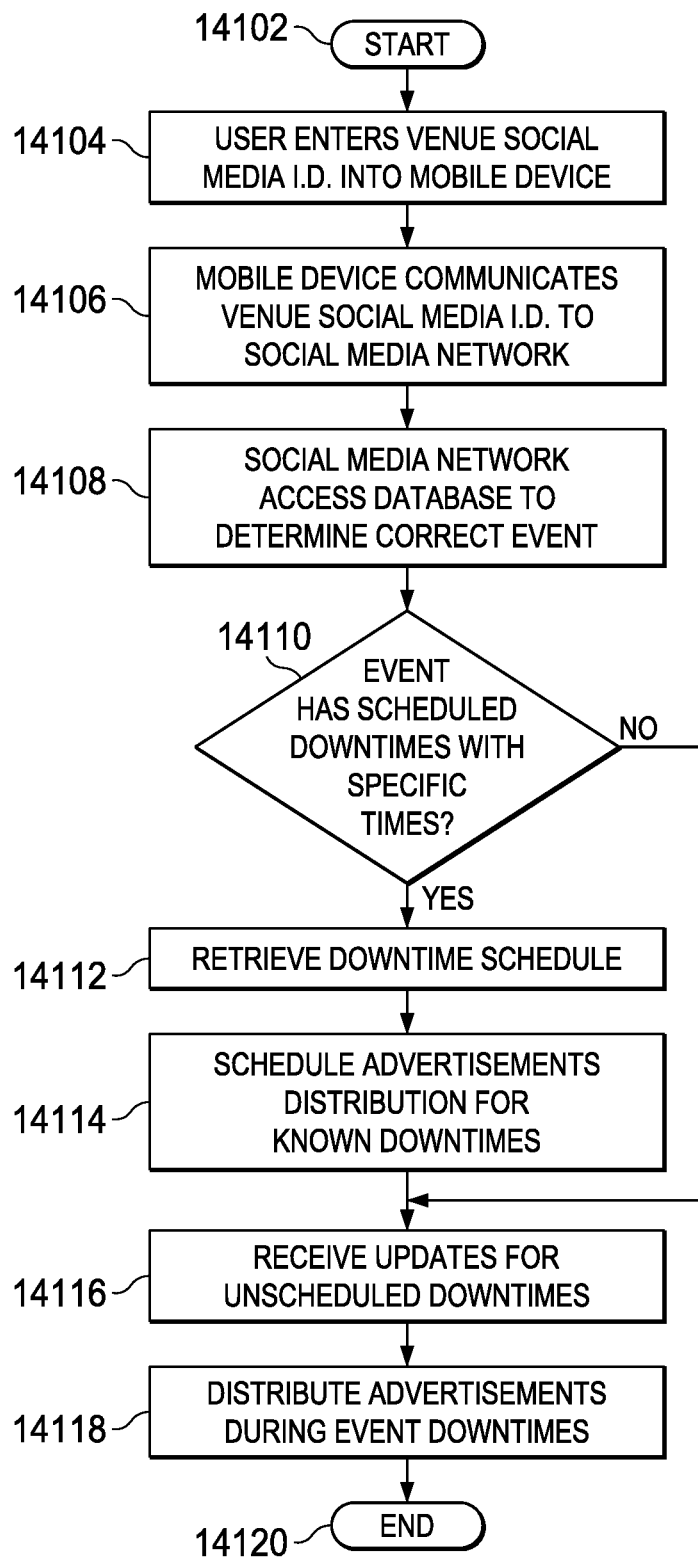 14102
START
14104
USER ENTERS VENUE SOCIAL
MEDIA I.D. INTO MOBILE DEVICE
14106
MOBILE DEVICE COMMUNICATES
VENUE SOCIAL MEDIA I.D. TO
SOCIAL MEDIA NETWORK
14108
SOCIAL MEDIA NETWORK
ACCESS DATABASE TO
DETERMINE CORRECT EVENT
14110
EVENT
HAS SCHEDULED
DOWNTIMES WITH
SPECIFIC
TIMES?
NO
YES
14112
RETRIEVE DOWNTIME SCHEDULE
14114
SCHEDULE ADVERTISEMENTS
DISTRIBUTION FOR
KNOWN DOWNTIMES
14116
RECEIVE UPDATES FOR
UNSCHEDULED DOWNTIMES
14118
DISTRIBUTE ADVERTISEMENTS
DURING EVENT DOWNTIMES
14120
END